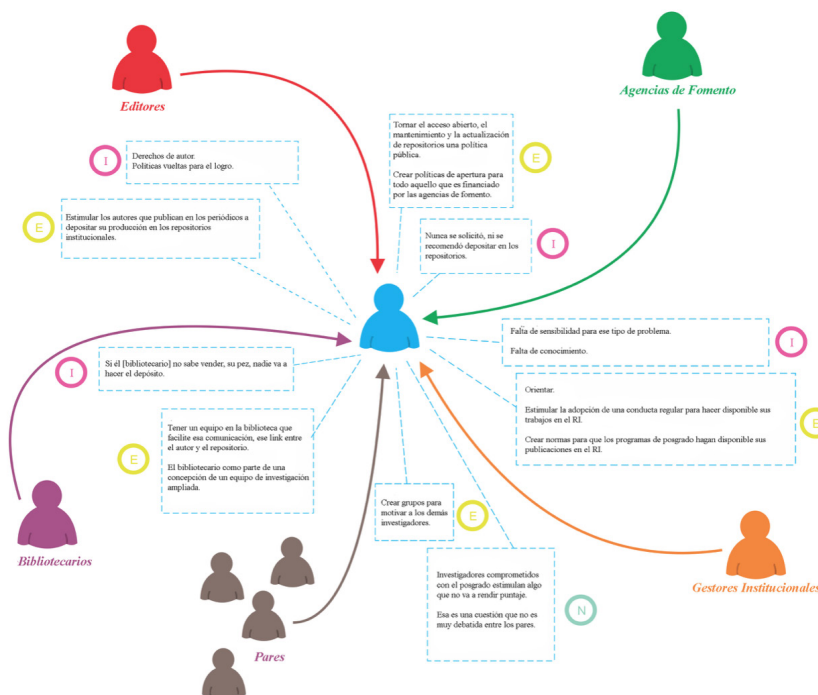 Editores
Agencias de Fomento
I
Derechos de autor.
Políticas vueltas para el logro.
E
Estimular los autores que publican en los periódicos a
depositar su producción en los repositorios
institucionales.
Tornar el acceso abierto, el
mantenimiento y la actualización
de repositorios una política
pública.
Crear políticas de apertura para
todo aquello que es financiado
por las agencias de fomento.
E
Nunca se solicitó, ni se
recomendó depositar en los
repositorios.
I
Falta de sensibilidad para ese tipo de problema.
Falta de conocimiento.
I
Orientar.
Estimular la adopción de una conducta regular para hacer disponible sus
trabajos en el RI.
Crear normas para que los programas de posgrado hagan disponible sus
publicaciones en el RI.
E
I
Si él [bibliotecario] no sabe vender, su pez, nadie va a
hacer el depósito.
E
Tener un equipo en la biblioteca que
facilite esa comunicación, ese link entre
el autor y el repositorio.
El bibliotecario como parte de una
concepción de un equipo de investigación
ampliada.
Crear grupos para
motivar a los demás
investigadores.
E
Investigadores comprometidos
con el posgrado estimulan algo
que no va a rendir puntaje.
Esa es una cuestión que no es
muy debatida entre los pares.
N
Bibliotecarios
Pares
Gestores Institucionales